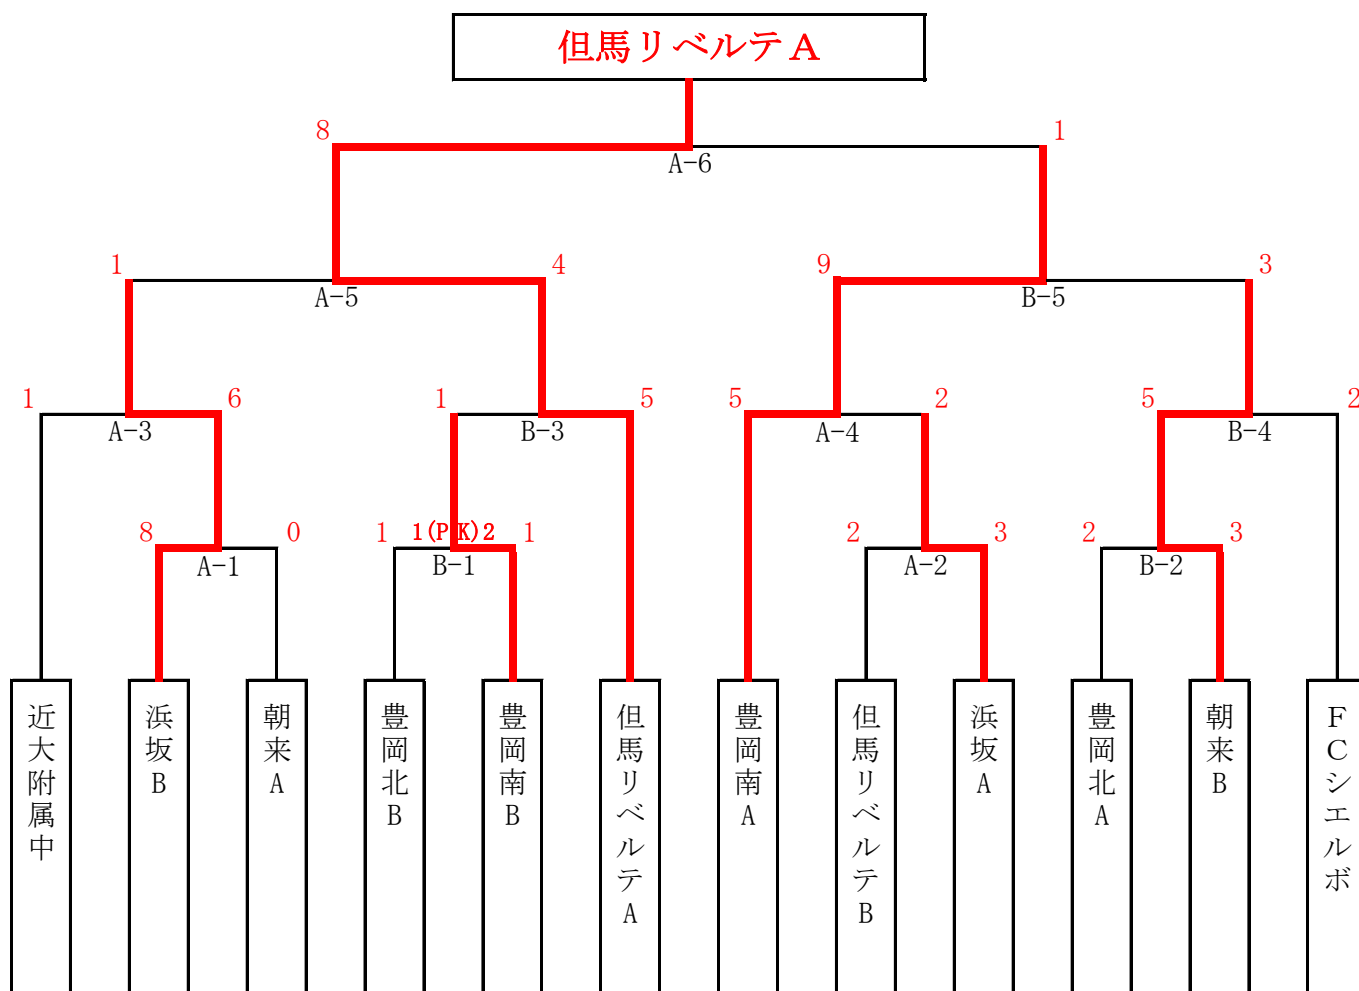 但馬リベルテA
8
1
A-6
1
4
9
3
A-5
B-5
1
6
1
5
5
2
5
2
A-3
B-3
A-4
B-4
8
0
1
1(PK)2
1
2
3
2
3
A-1
B-1
A-2
B-2
近大附属中
浜坂B
朝来A
豊岡北B
豊岡南B
但馬リベルテA
豊岡南A
但馬リベルテB
浜坂A
豊岡北A
朝来B
FCシエルボ